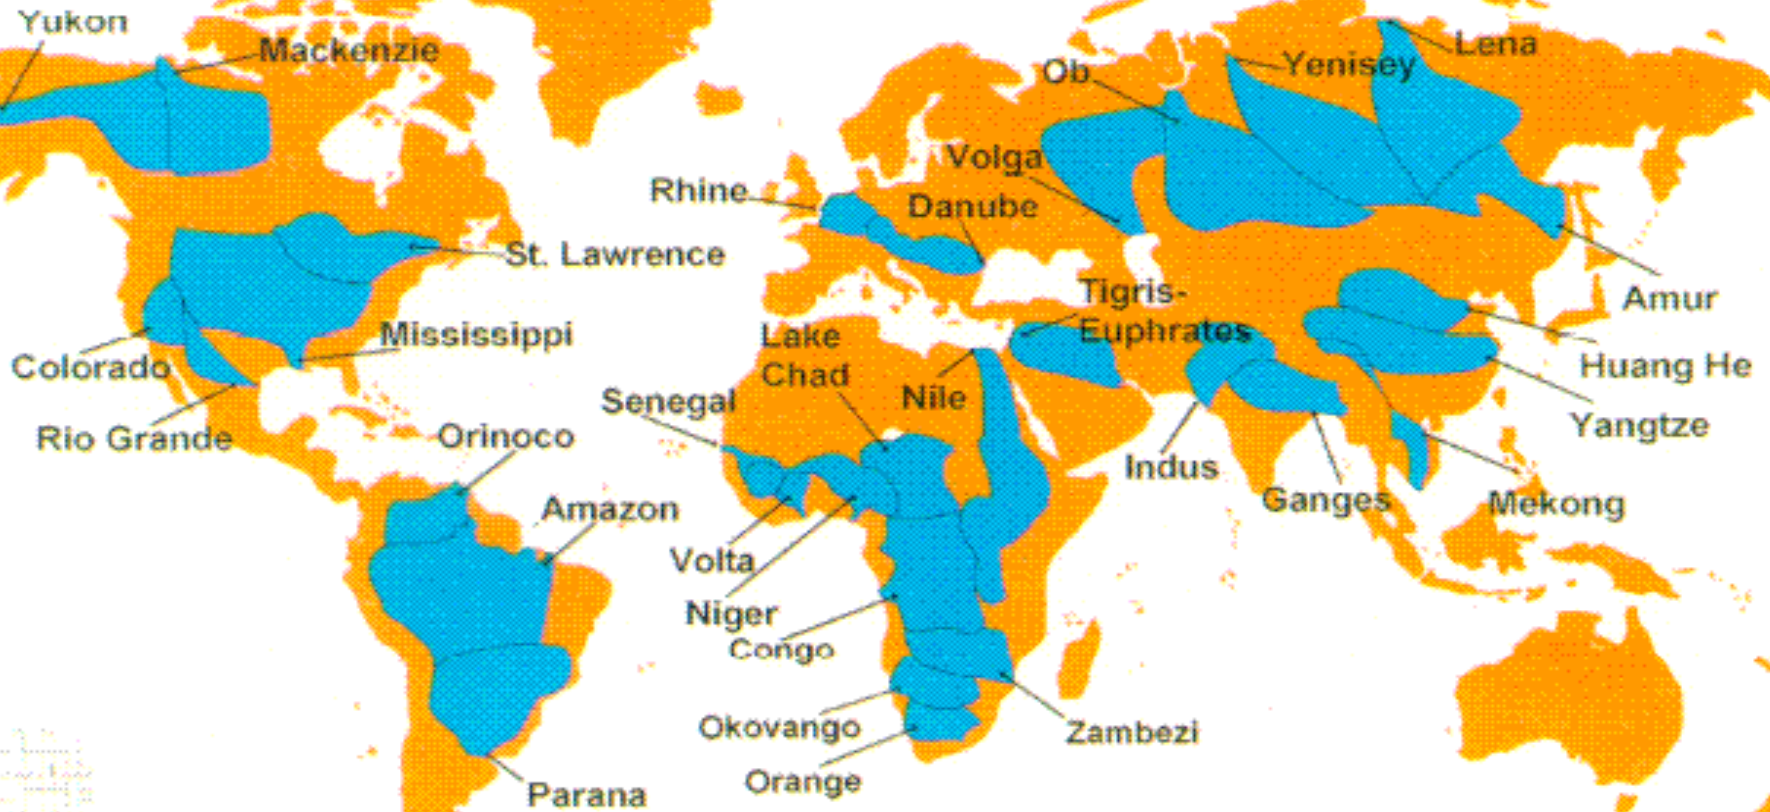 Yukon
Mackenzie
Lena
Yenisey
Ob
Volga
Rhine
Danube
St. Lawrence
Tigris-
Euphrates
Amur
Mississippi
Lake
Chad
Colorado
Huang He
Nile
Senegal
Yangtze
Rio Grande
Orinoco
Indus
Ganges
Mekong
Amazon
Volta
Niger
Congo
Okovango
Zambezi
Orange
Parana